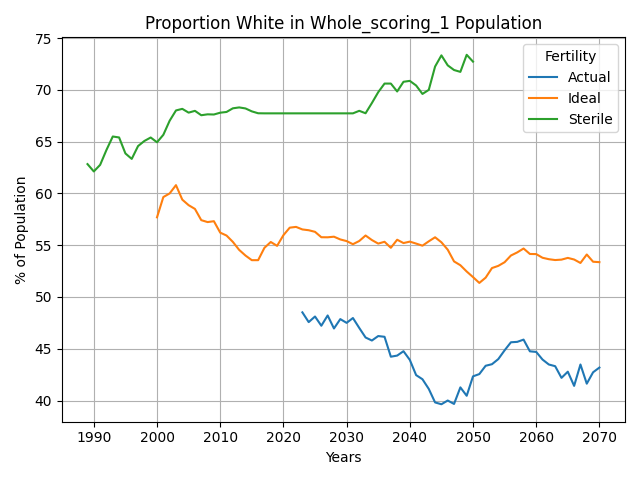 Proportion White in Whole_scoring_1 Population
Fertility
Actual
Ideal
Sterile
% of Population
75
70
65
60
55
50
45
40
1990 2000 2010 2020 2030 2040 2050 2060 2070
Years